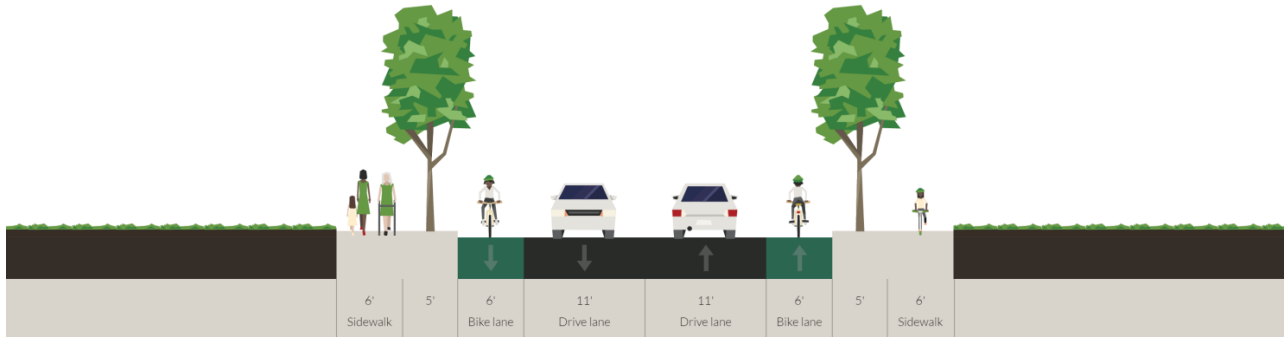 6' 5' 6' 11' 11' 6' 5' 6'
Sidewalk Bike lane Drive lane Drive lane Bike lane Sidewalk